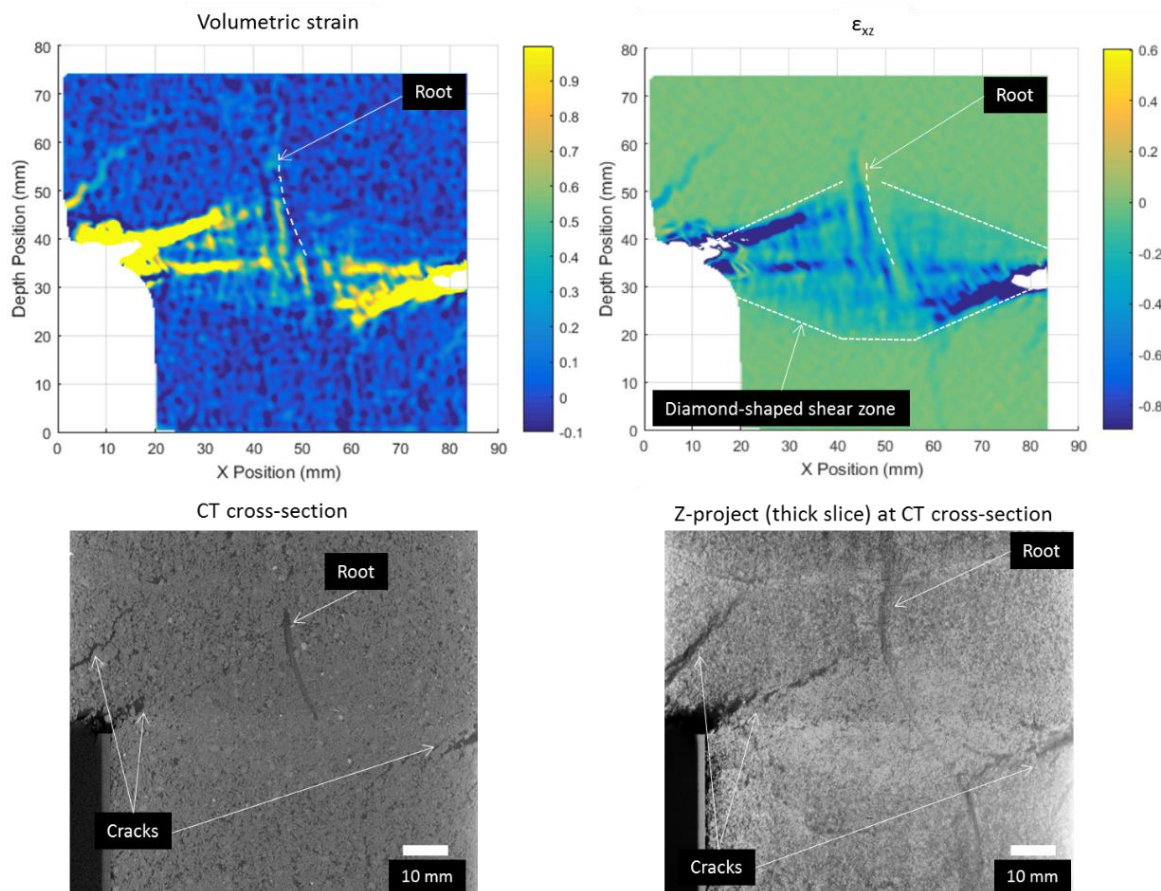 Volumetric strain
80
70
60
50
40
30
20
10
0
Depth Position (mm)
0 10 20 30 40 50 60 70 80 90
X Position (mm)
Root
0.9
0.8
0.7
0.6
0.5
0.4
0.3
0.2
0.1
0
-0.1
εxz
80
70
60
50
40
30
20
10
0
Depth Position (mm)
0 10 20 30 40 50 60 70 80 90
X Position (mm)
Root
Diamond-shaped shear zone
0.6
0.4
0.2
0
-0.2
-0.4
-0.6
-0.8
CT cross-section
Root
Cracks
10 mm
Z-project (thick slice) at CT cross-section
Root
Cracks
10 mm